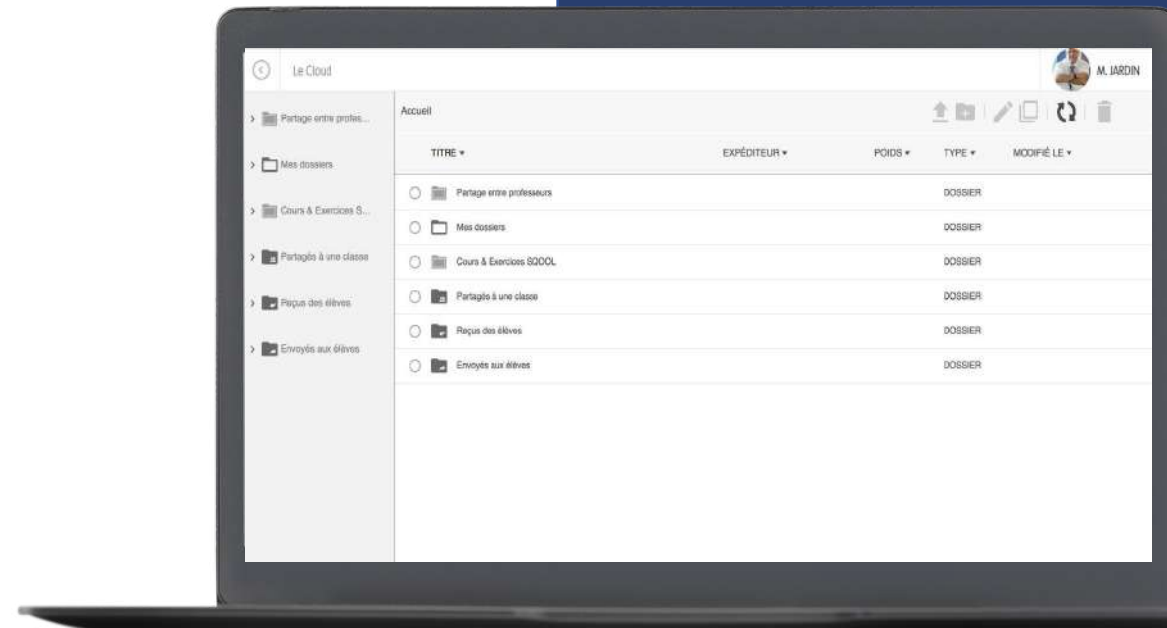 Le Cloud
M. JARDIN
Partage entre profes...
Mes dossiers
Cours & Exercices S...
Partagés à une classe
Reçus des élèves
Envoyés aux élèves
Accueil
TITRE EXPÉDITEUR POIDS TYPE MODIFIÉ LE
Partage entre professeurs DOSSIER
Mes dossiers DOSSIER
Cours & Exercices SQOOL DOSSIER
Partagés à une classe DOSSIER
Reçus des élèves DOSSIER
Envoyés aux élèves DOSSIER